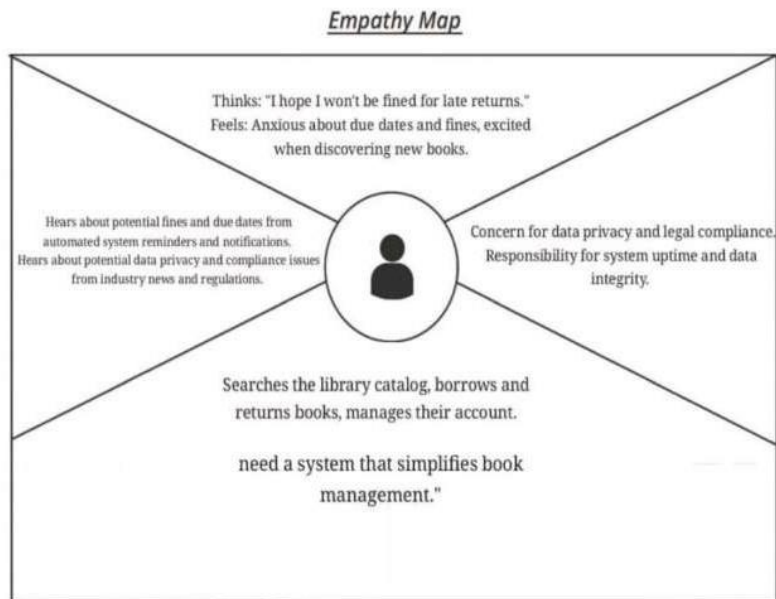 Empathy Map
Thinks: "I hope I won't be fined for late returns."
Feels: Anxious about due dates and fines, excited
when discovering new books.
Hears about potential fines and due dates from
automated system reminders and notifications.
Hears about potential data privacy and compliance issues
from industry news and regulations.
Concern for data privacy and legal compliance.
Responsibility for system uptime and data
integrity.
Searches the library catalog, borrows and
returns books, manages their account.
need a system that simplifies book
management."